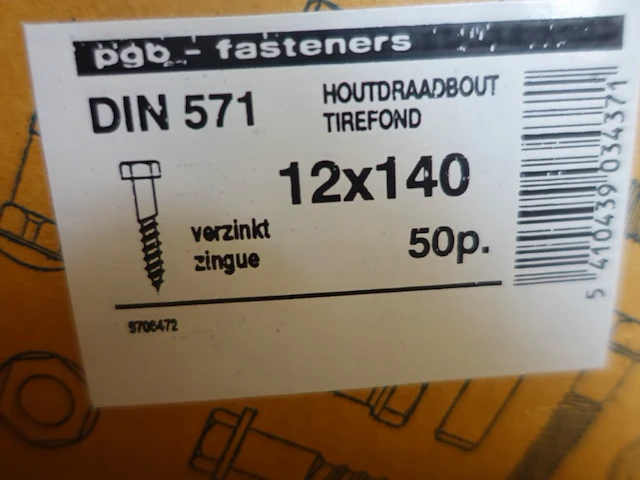 pgb - fasteners
DIN 571
HOUTDRAADBOUT
TIREFOND
12x140
verzinkt
zingue
50p.
9706472
5 410439 034371